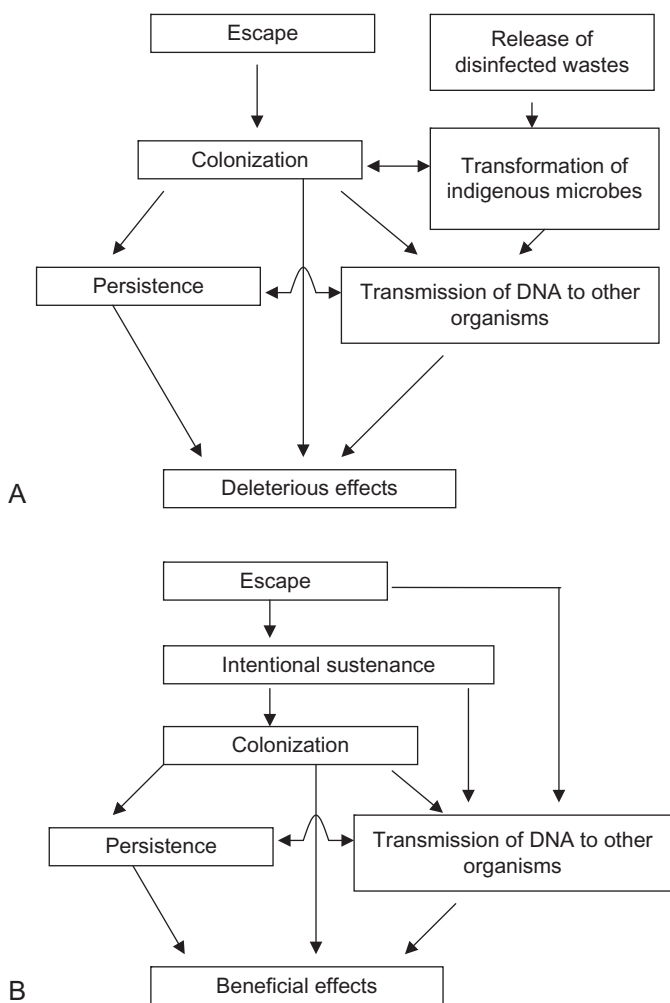 Escape
Release of
disinfected wastes
Colonization
Transformation of
indigenous microbes
Persistence
Transmission of DNA to other
organisms
Deleterious effects
A
Escape
Intentional sustenance
Colonization
Persistence
Transmission of DNA to other
organisms
Beneficial effects
B